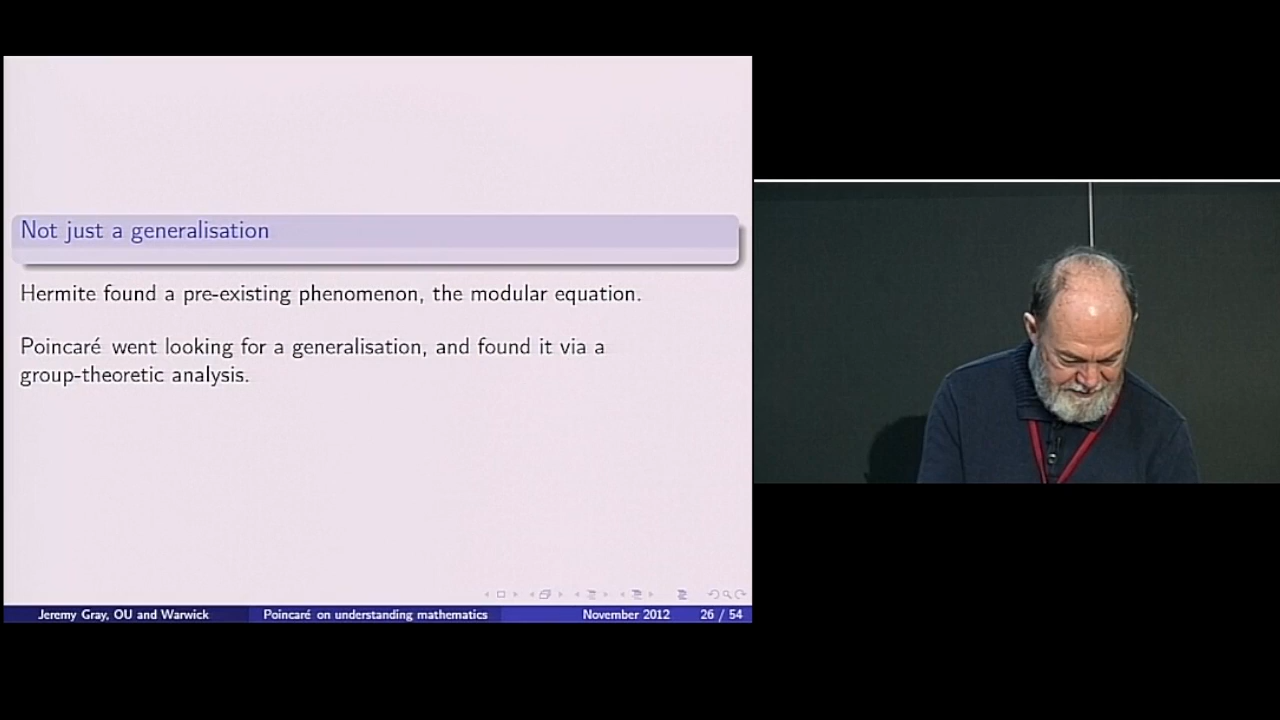 Not just a generalisation
Hermite found a pre-existing phenomenon, the modular equation.
Poincaré went looking for a generalisation, and found it via a
group-theoretic analysis.
Jeremy Gray, OU and Warwick
Poincaré on understanding mathematics
November 2012
26 / 54